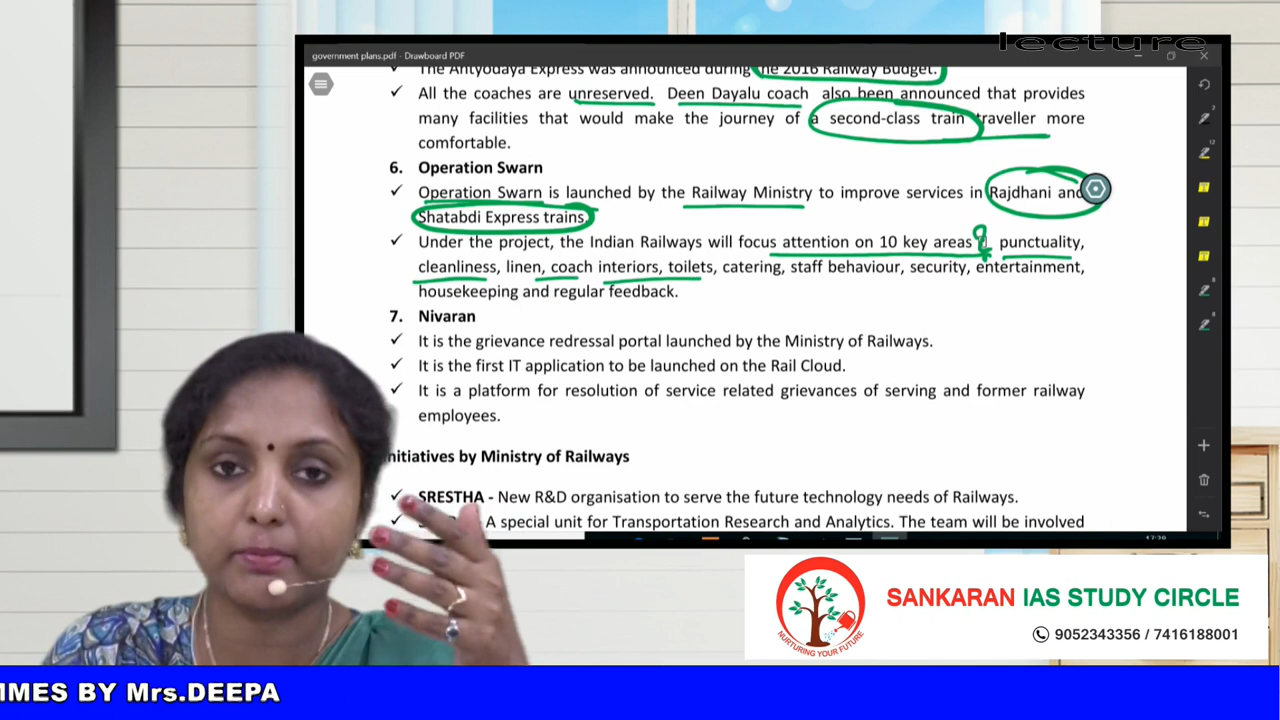 lecture
government plans.pdf - Drawboard PDF
✓ The Antyodaya Express was announced during the 2016 Railway Budget.
✓ All the coaches are unreserved. Deen Dayalu coach also been announced that provides
many facilities that would make the journey of a second-class train traveller more
comfortable.
6. Operation Swarn
✓ Operation Swarn is launched by the Railway Ministry to improve services in Rajdhani and
Shatabdi Express trains.
✓ Under the project, the Indian Railways will focus attention on 10 key areas punctuality,
cleanliness, linen, coach interiors, toilets, catering, staff behaviour, security, entertainment,
housekeeping and regular feedback.
7. Nivaran
✓ It is the grievance redressal portal launched by the Ministry of Railways.
✓ It is the first IT application to be launched on the Rail Cloud.
✓ It is a platform for resolution of service related grievances of serving and former railway
employees.
nitiatives by Ministry of Railways
✓ SRESTHA - New R&D organisation to serve the future technology needs of Railways.
A special unit for Transportation Research and Analytics. The team will be involved
17:20
NURTURING YOUR FUTURE
SANKARAN IAS STUDY CIRCLE
9052343356 / 7416188001
MMES BY Mrs.DEEPA